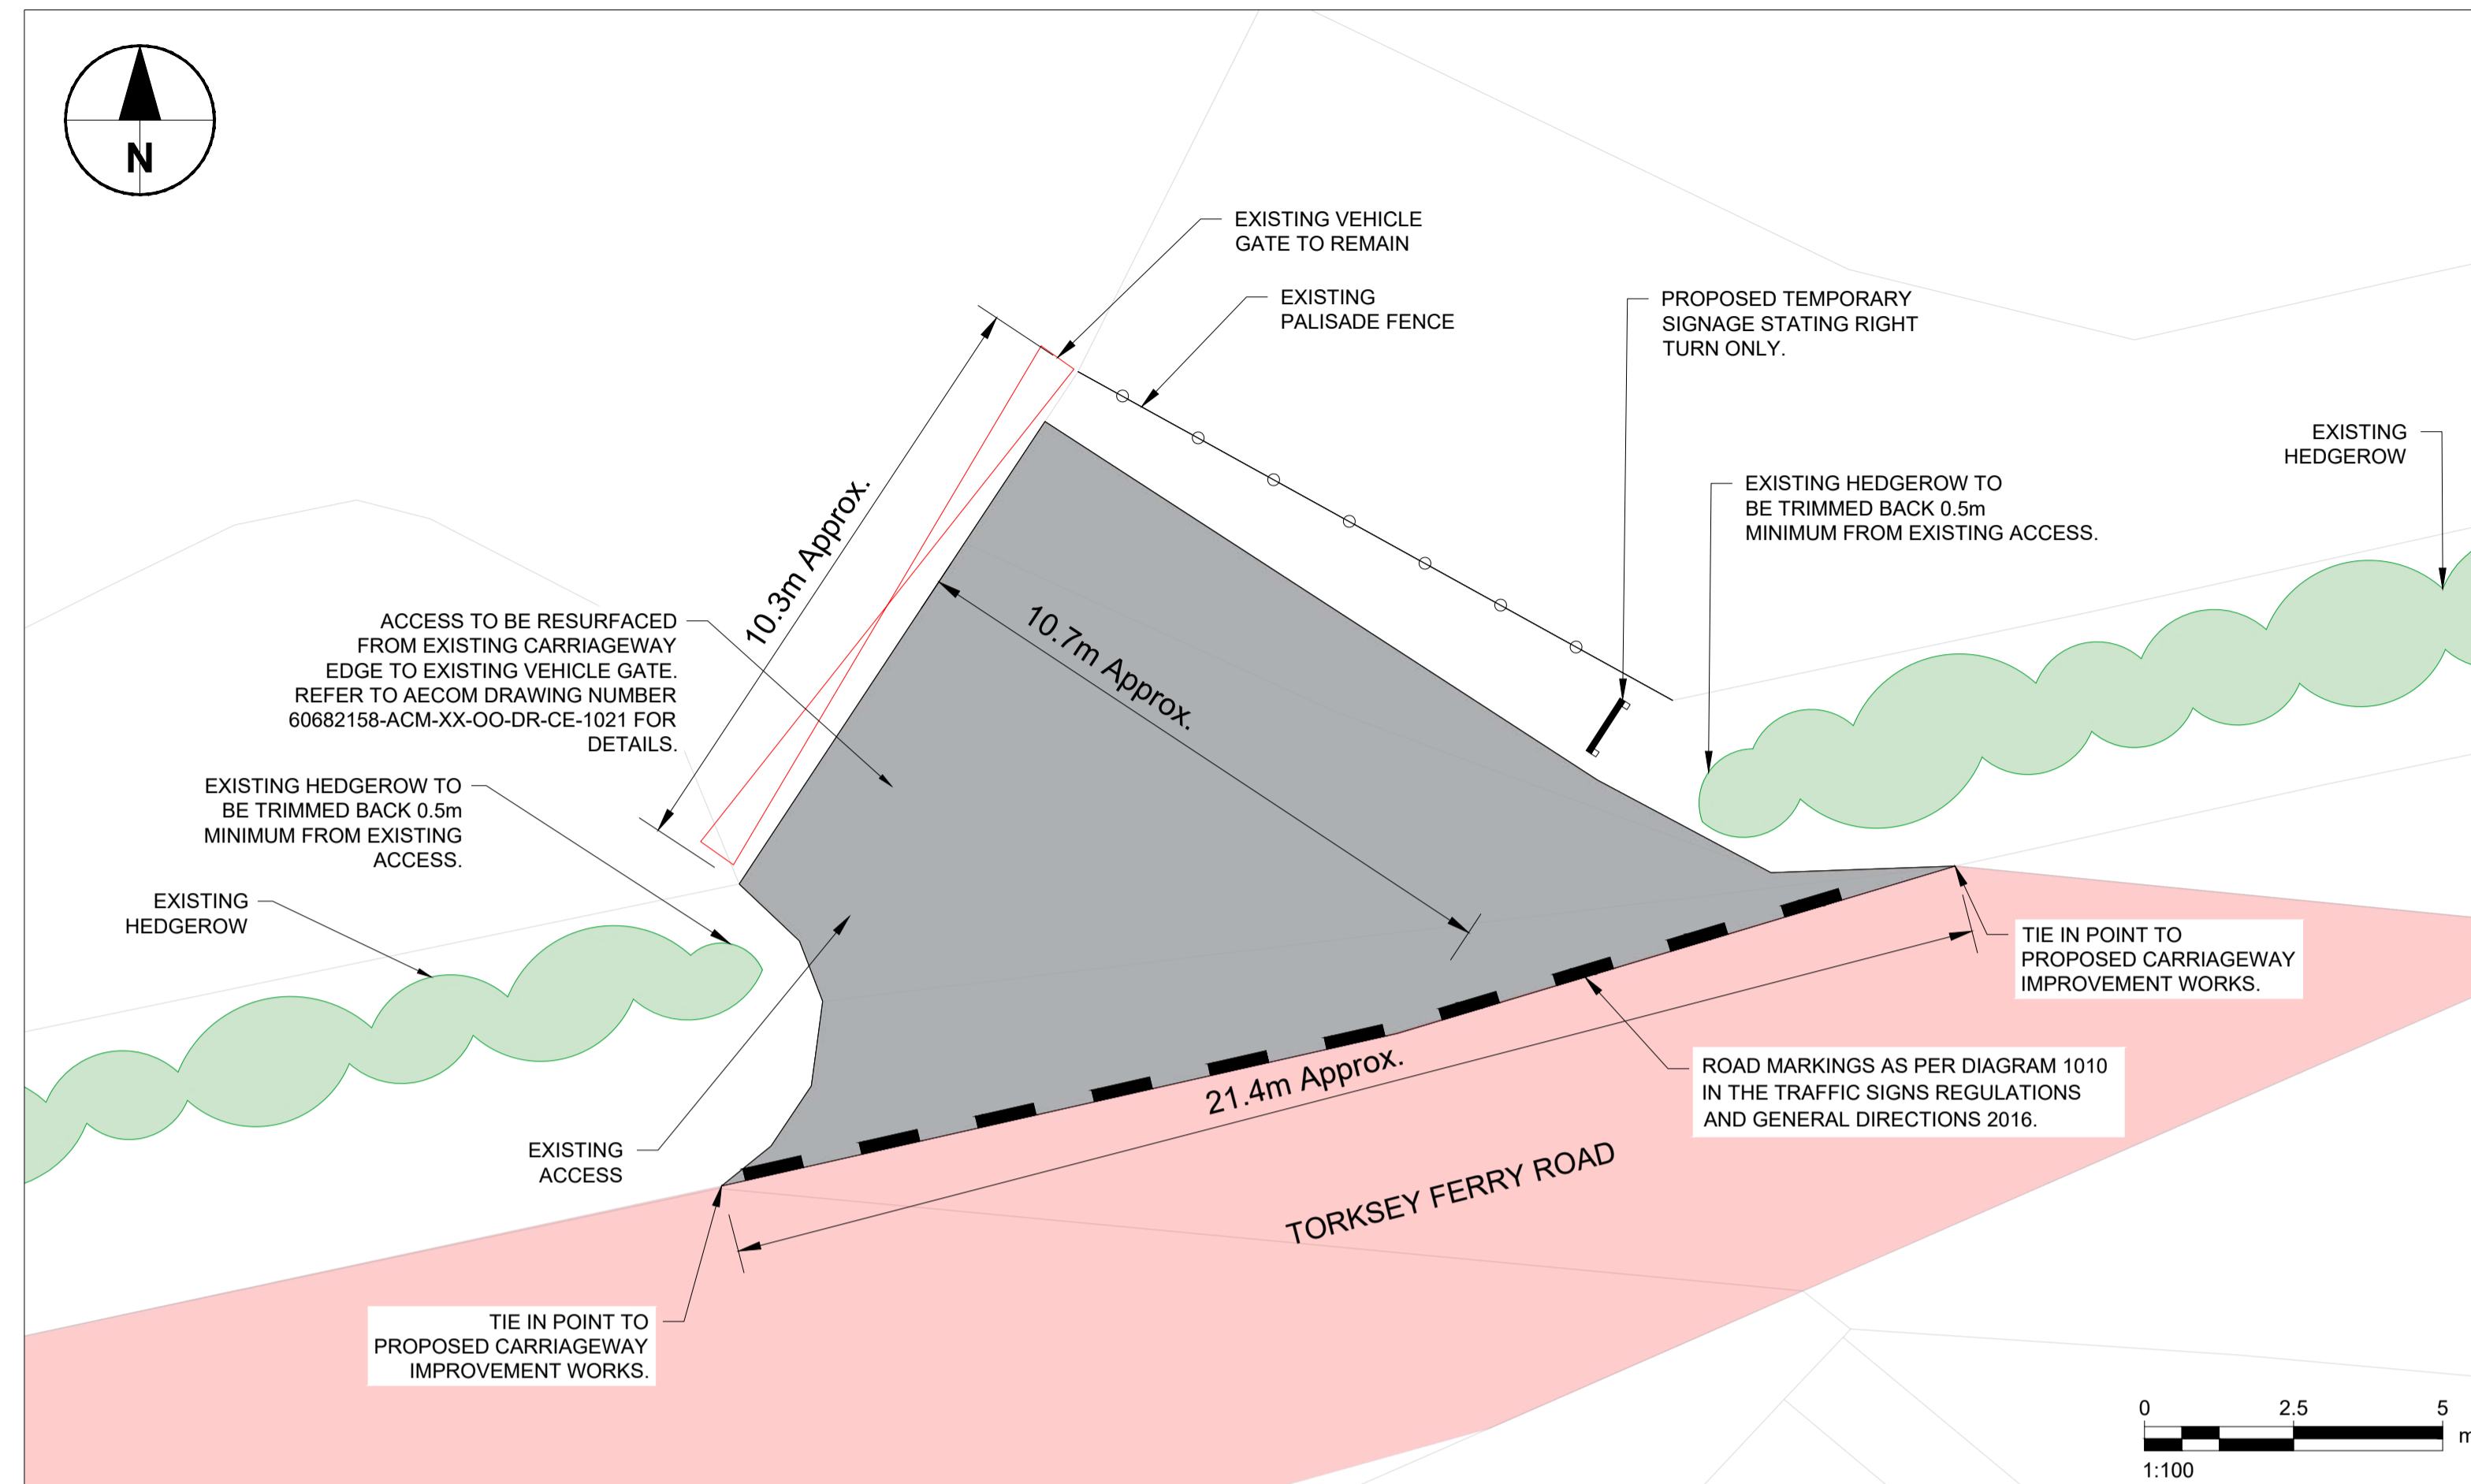 N
EXISTING VEHICLE
GATE TO REMAIN
EXISTING
PALISADE FENCE
PROPOSED TEMPORARY
SIGNAGE STATING RIGHT
TURN ONLY.
EXISTING
HEDGEROW
EXISTING HEDGEROW TO
BE TRIMMED BACK 0.5m
MINIMUM FROM EXISTING ACCESS.
10.3m Approx.
10.7m Approx.
ACCESS TO BE RESURFACED
FROM EXISTING CARRIAGEWAY
EDGE TO EXISTING VEHICLE GATE.
REFER TO AECOM DRAWING NUMBER
60682158-ACM-XX-OO-DR-CE-1021 FOR
DETAILS.
EXISTING HEDGEROW TO
BE TRIMMED BACK 0.5m
MINIMUM FROM EXISTING
ACCESS.
EXISTING
HEDGEROW
TIE IN POINT TO
PROPOSED CARRIAGEWAY
IMPROVEMENT WORKS.
21.4m Approx.
ROAD MARKINGS AS PER DIAGRAM 1010
IN THE TRAFFIC SIGNS REGULATIONS
AND GENERAL DIRECTIONS 2016.
EXISTING
ACCESS
TORKSEY FERRY ROAD
TIE IN POINT TO
PROPOSED CARRIAGEWAY
IMPROVEMENT WORKS.
0 2.5 5
m
1:100